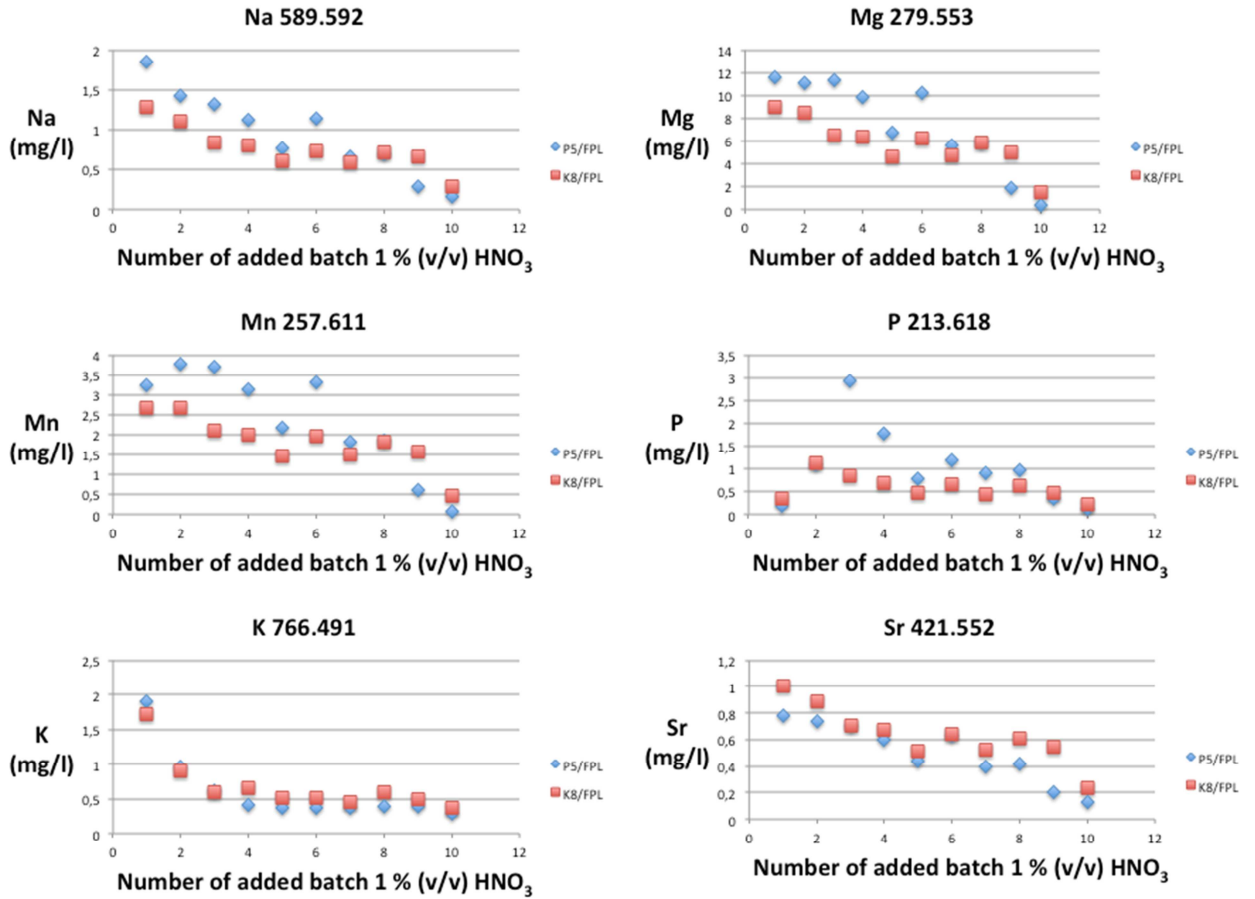 Na 589.592
2
1,5
1
0,5
0
Na
(mg/l)
0 2 4 6 8 10 12
Number of added batch 1 % (v/v) HNO₃
P5/FPL
K8/FPL
Mg 279.553
14
12
10
8
6
4
2
0
Mg
(mg/l)
0 2 4 6 8 10 12
Number of added batch 1 % (v/v) HNO₃
P5/FPL
K8/FPL
Mn 257.611
4
3,5
3
2,5
2
1,5
1
0,5
0
Mn
(mg/l)
0 2 4 6 8 10 12
Number of added batch 1 % (v/v) HNO₃
P5/FPL
K8/FPL
P 213.618
3,5
3
2,5
2
1,5
1
0,5
0
P
(mg/l)
0 2 4 6 8 10 12
Number of added batch 1 % (v/v) HNO₃
P5/FPL
K8/FPL
K 766.491
2,5
2
1,5
1
0,5
0
K
(mg/l)
0 2 4 6 8 10 12
Number of added batch 1 % (v/v) HNO₃
P5/FPL
K8/FPL
Sr 421.552
1,2
1
0,8
0,6
0,4
0,2
0
Sr
(mg/l)
0 2 4 6 8 10 12
Number of added batch 1 % (v/v) HNO₃
P5/FPL
K8/FPL